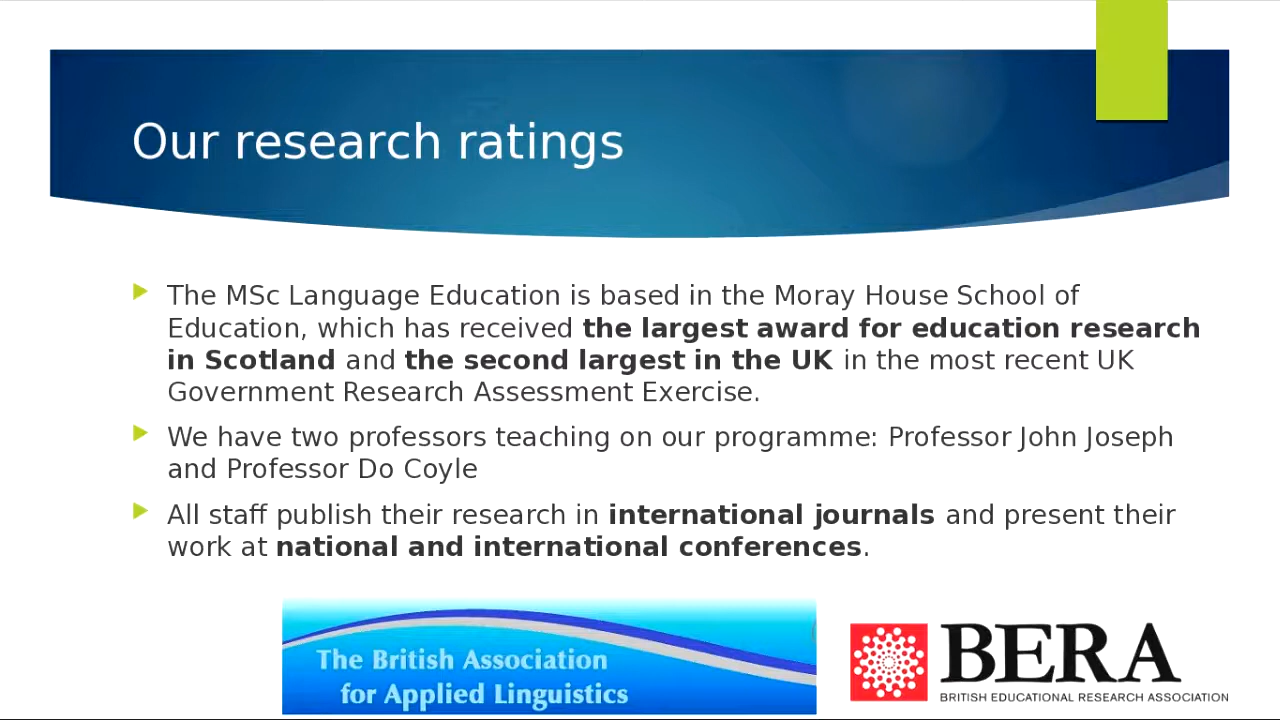 Our research ratings
The MSc Language Education is based in the Moray House School of
Education, which has received the largest award for education research
in Scotland and the second largest in the UK in the most recent UK
Government Research Assessment Exercise.
We have two professors teaching on our programme: Professor John Joseph
and Professor Do Coyle
All staff publish their research in international journals and present their
work at national and international conferences.
The British Association
for Applied Linguistics
BERA
BRITISH EDUCATIONAL RESEARCH ASSOCIATION